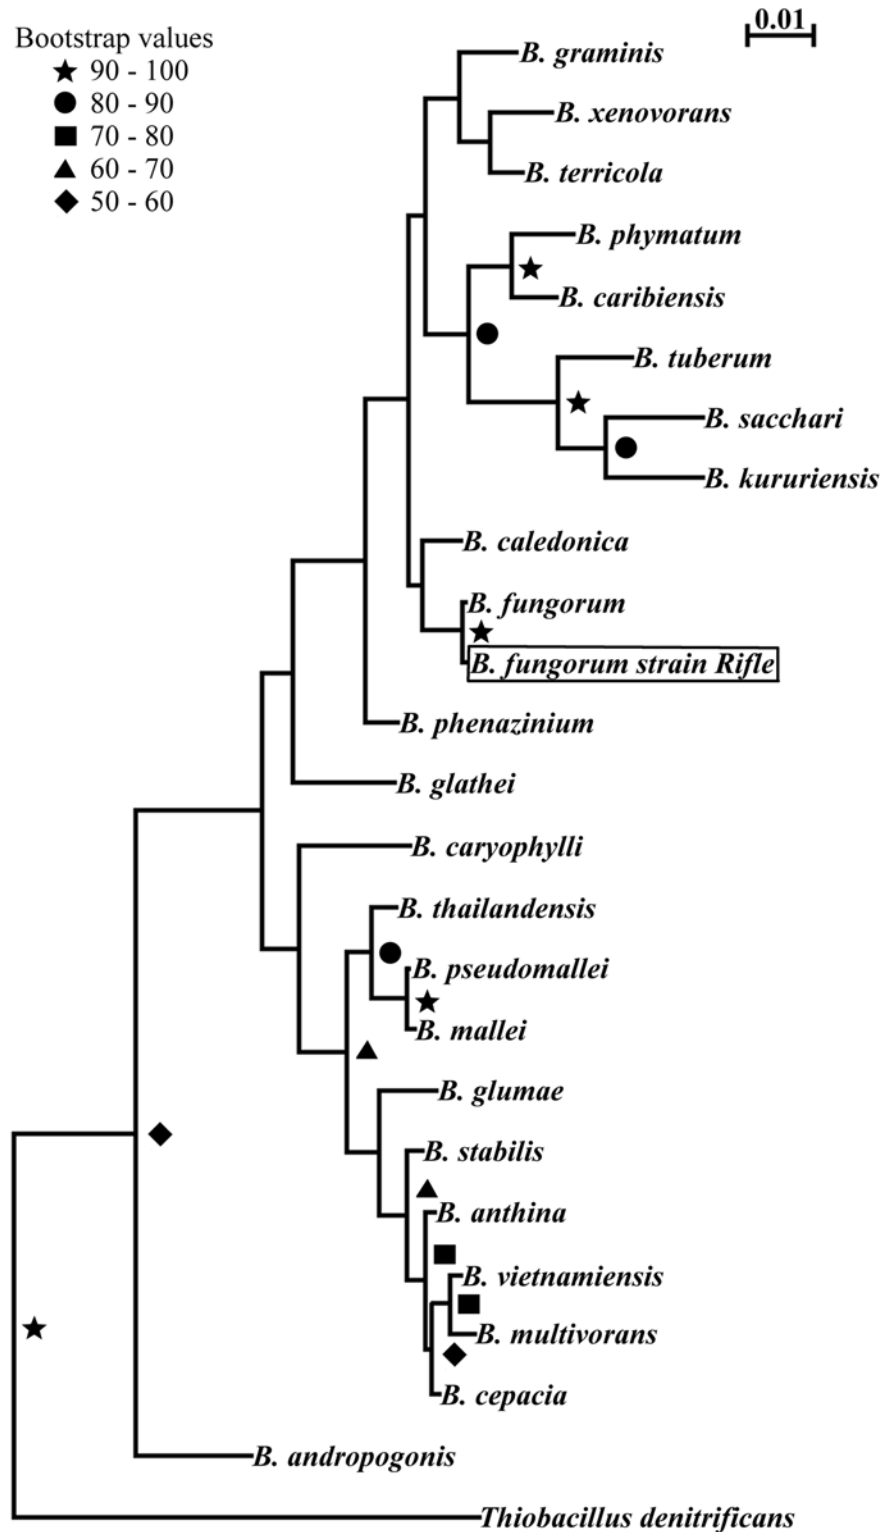 Bootstrap values
90 - 100
80 - 90
70 - 80
60 - 70
50 - 60
0.01
B. graminis
B. xenovorans
B. terricola
B. phymatum
B. caribiensis
B. tuberum
B. sacchari
B. kururiensis
B. caledonica
B. fungorum
B. fungorum strain Rifle
B. phenazinium
B. glathei
B. caryophylli
B. thailandensis
B. pseudomallei
B. mallei
B. glumae
B. stabilis
B. anthina
B. vietnamiensis
B. multivorans
B. cepacia
B. andropogonis
Thiobacillus denitrificans